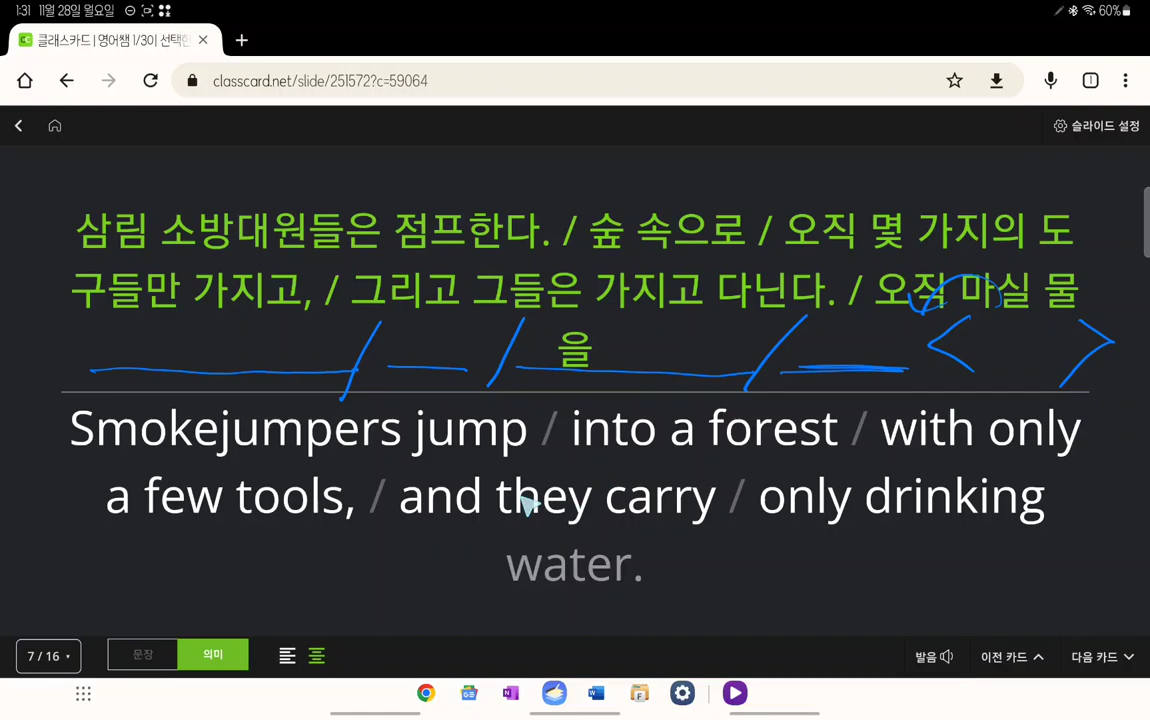 1:31 11월 28일 월요일
60%
클래스카드 | 영어쌤 1/3이 선택한
classcard.net/slide/251572?c=59064
슬라이드 설정
삼림 소방대원들은 점프한다. / 숲 속으로 / 오직 몇 가지의 도
구들만 가지고, / 그리고 그들은 가지고 다닌다. / 오직 마실 물
을
Smokejumpers jump / into a forest / with only
a few tools, / and they carry / only drinking
water.
7 / 16 문장 의미 발음 이전 카드 다음 카드